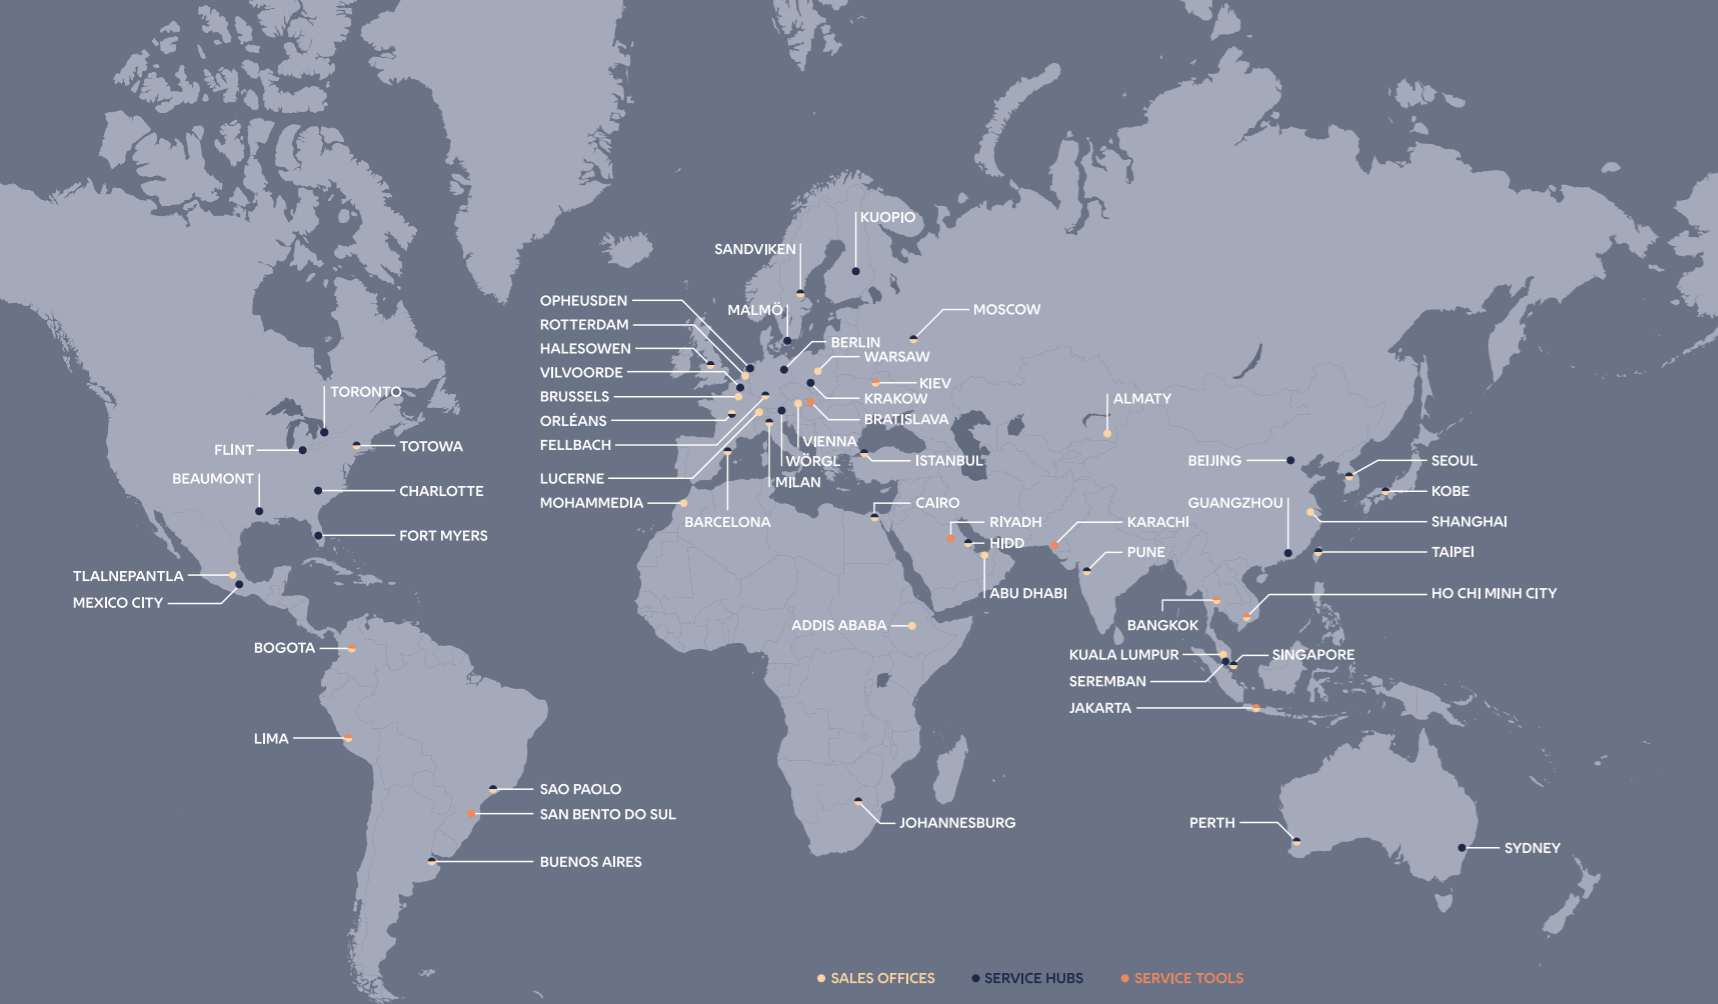 KUOPIO
SANDVIKEN
OPHEUSDEN
MALMÖ
MOSCOW
ROTTERDAM
BERLIN
HALESOWEN
WARSAW
VILVOORDE
KIEV
BRUSSELS
KRAKOW
ORLÉANS
BRATISLAVA
FELLBACH
VIENNA
WÖRGL
ISTANBUL
LUCERNE
MILAN
MOHAMMEDIA
BARCELONA
TORONTO
FLINT
TOTOWA
BEAUMONT
CHARLOTTE
FORT MYERS
TLALNEPANTLA
MEXICO CITY
BOGOTA
LIMA
SAO PAOLO
SAN BENTO DO SUL
BUENOS AIRES
ALMATY
BEIJING
SEOUL
KOBE
GUANGZHOU
CAIRO
RIYADH
KARACHI
SHANGHAI
HIDD
PUNE
TAIPEI
ABU DHABI
HO CHI MINH CITY
ADDIS ABABA
BANGKOK
KUALA LUMPUR
SINGAPORE
SEREMBAN
JAKARTA
JOHANNESBURG
PERTH
SYDNEY
SALES OFFICES
SERVICE HUBS
SERVICE TOOLS